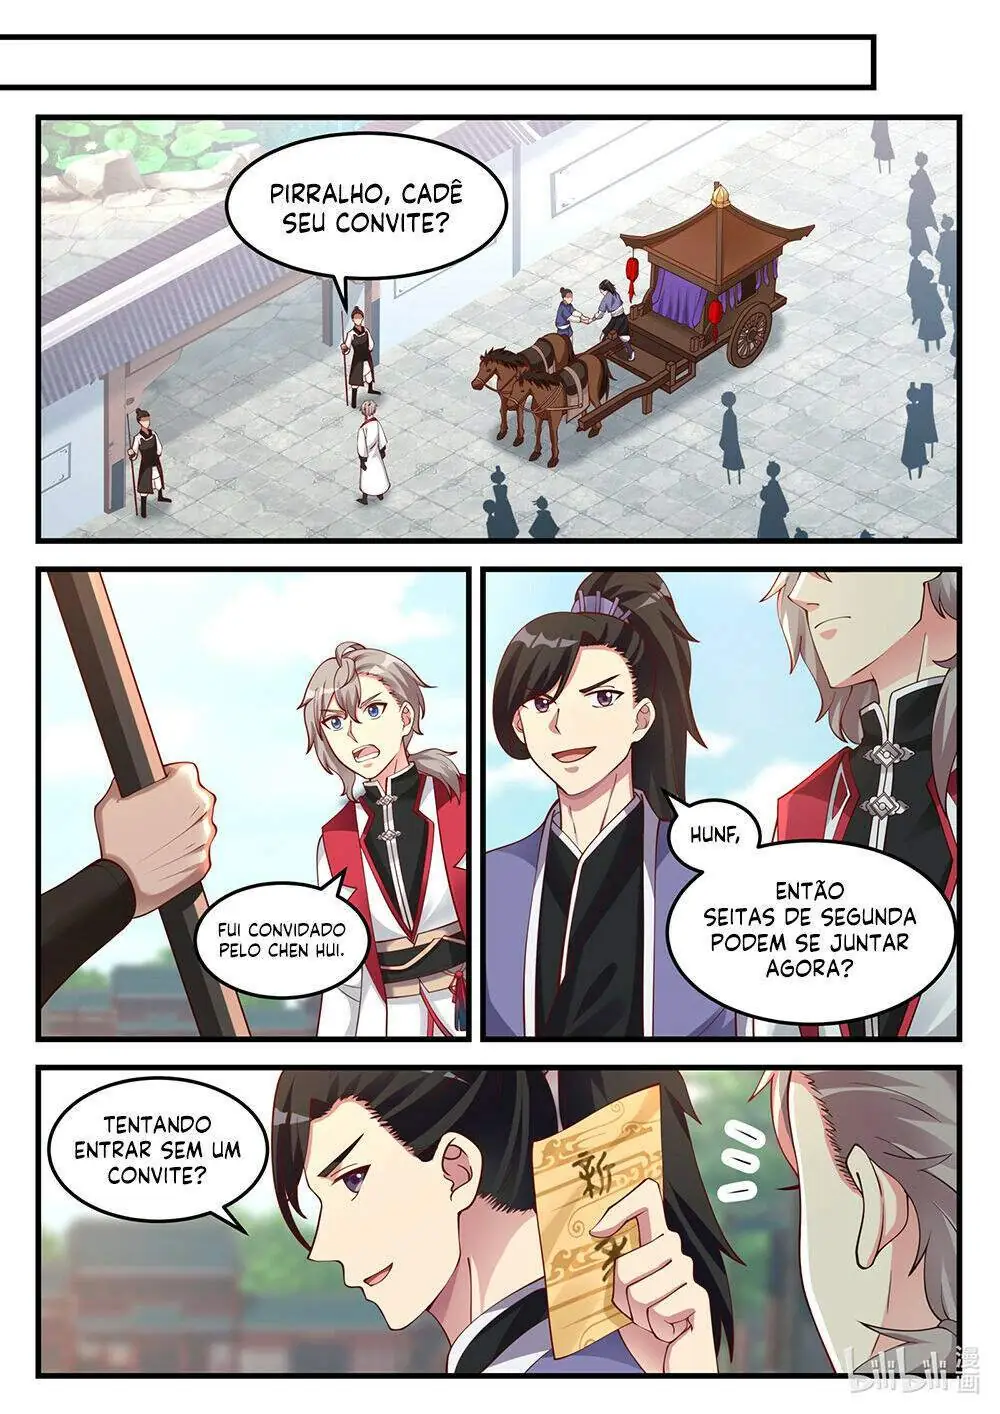 PIRRALHO, CADÊ
SEU CONVITE?
FUI CONVIDADO
PELO CHEN HUI.
HUNF,
ENTÃO
SEITAS DE SEGUNDA
PODEM SE JUNTAR
AGORA?
TENTANDO
ENTRAR SEM UM
CONVITE?
新
bilibili 漫画